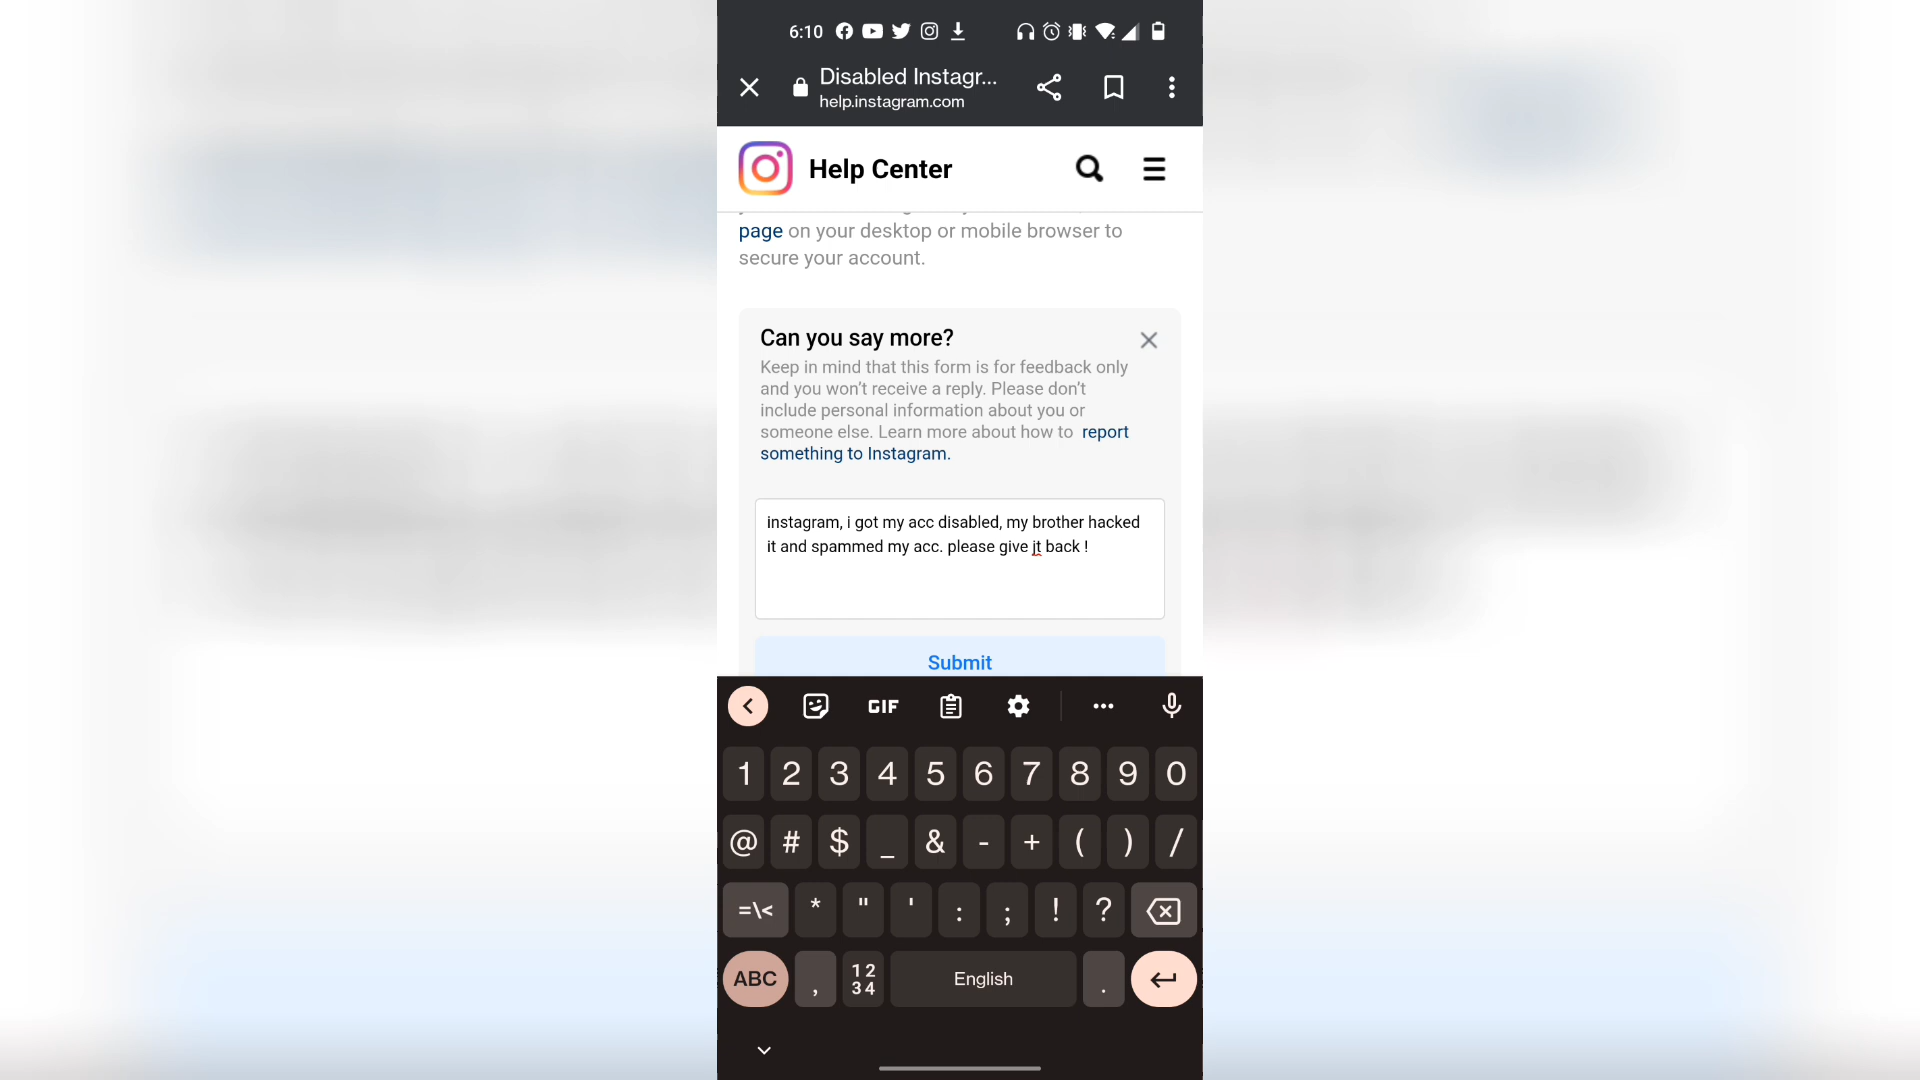 6:10
Disabled Instagr...
help.instagram.com
Help Center
page on your desktop or mobile browser to
secure your account.
Can you say more?
Keep in mind that this form is for feedback only
and you won't receive a reply. Please don't
include personal information about you or
someone else. Learn more about how to report
something to Instagram.
instagram, i got my acc disabled, my brother hacked
it and spammed my acc. please give jt back !
Submit
GIF
1 2 3 4 5 6 7 8 9 0
@ # $ _ & - + ( ) /
=\< * " ' : ; ! ?
ABC , 12 34 English .